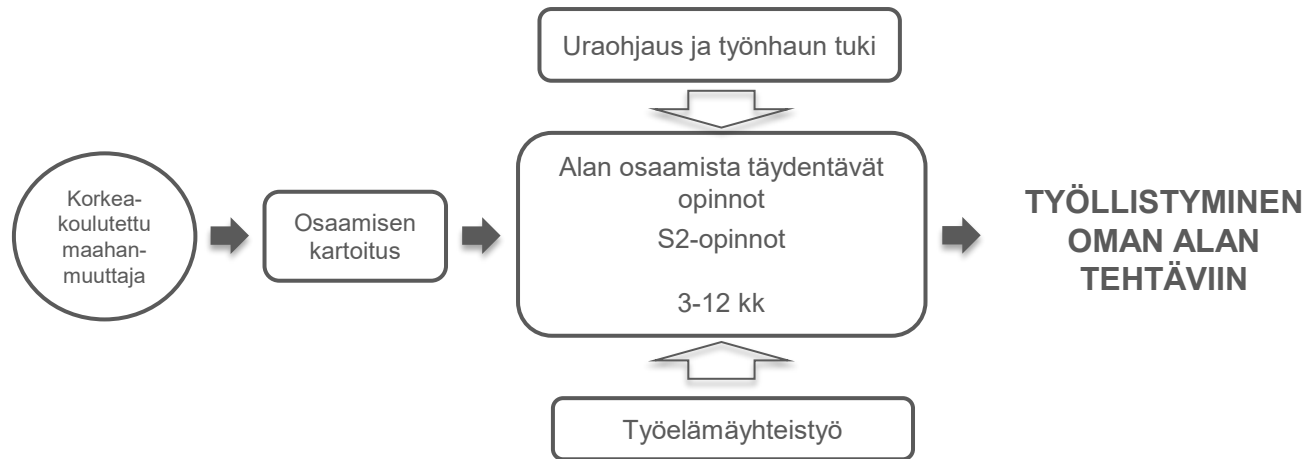 Uraohjaus ja työnhaun tuki
Korkea-
koulutettu
maahan-
muuttaja
Osaamisen
kartoitus
Alan osaamista täydentävät
opinnot
S2-opinnot
3-12 kk
TYÖLLISTYMINEN
OMAN ALAN
TEHTÄVIIN
Työelämäyhteistyö